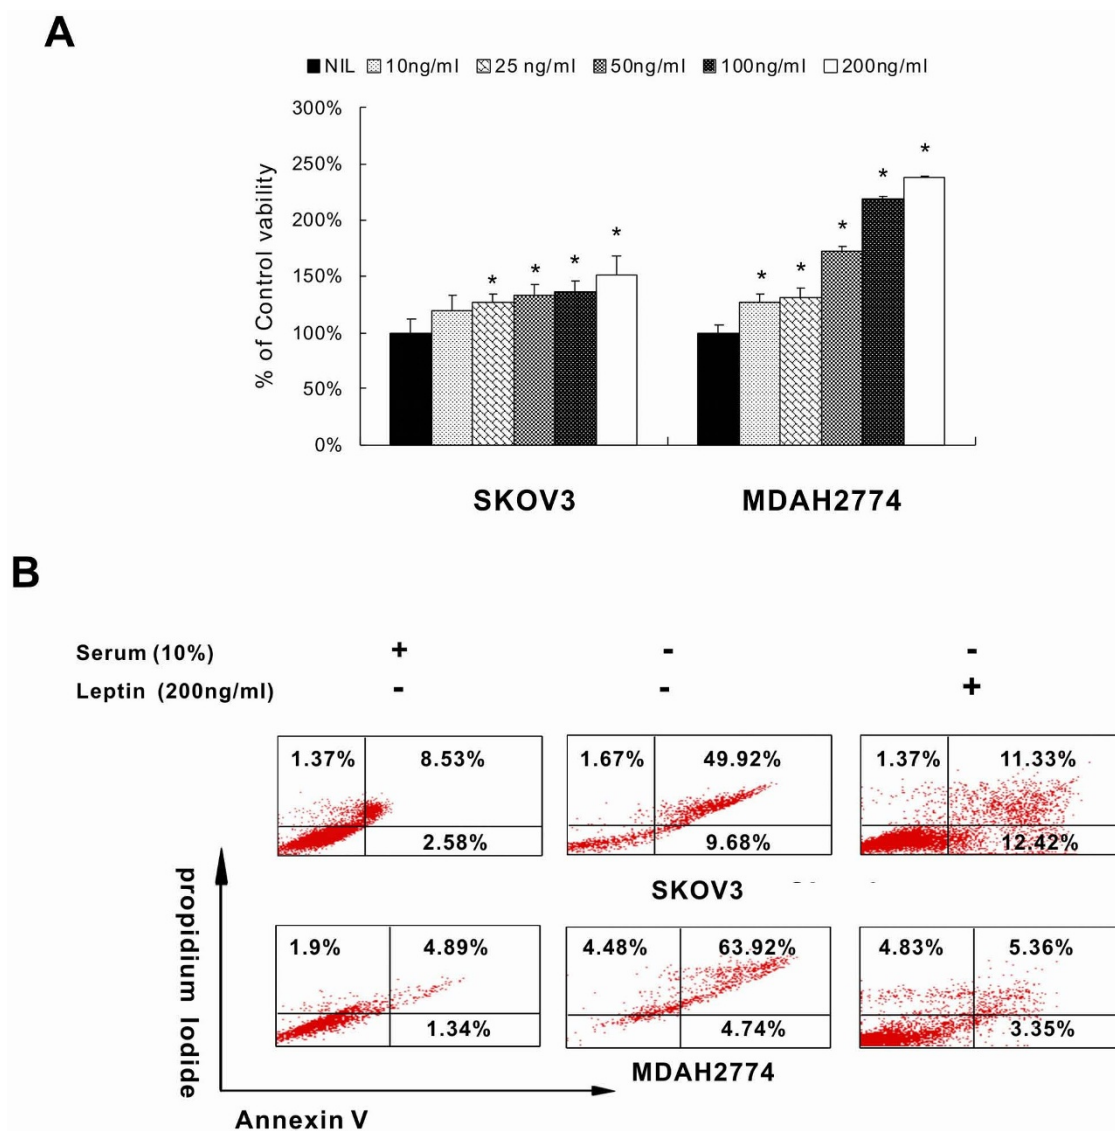 A
NIL 10ng/ml 25 ng/ml 50ng/ml 100ng/ml 200ng/ml
300%
250%
200%
150%
100%
50%
0%
% of Control vability
* * * * * * * * *
SKOV3 MDAH2774
B
Serum (10%) + - -
Leptin (200ng/ml) - - +
1.37% 8.53% 1.67% 49.92% 1.37% 11.33%
2.58% 9.68% 12.42%
SKOV3
1.9% 4.89% 4.48% 63.92% 4.83% 5.36%
1.34% 4.74% 3.35%
MDAH2774
propidium Iodide
Annexin V